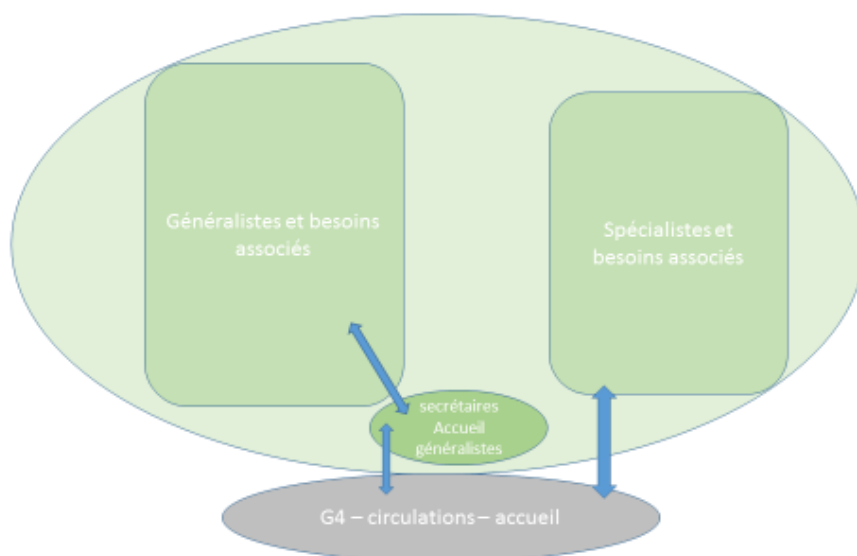 Généralistes et besoins
associés
Spécialistes et
besoins associés
secrétaires
Accueil
généralistes
G4 – circulations – accueil